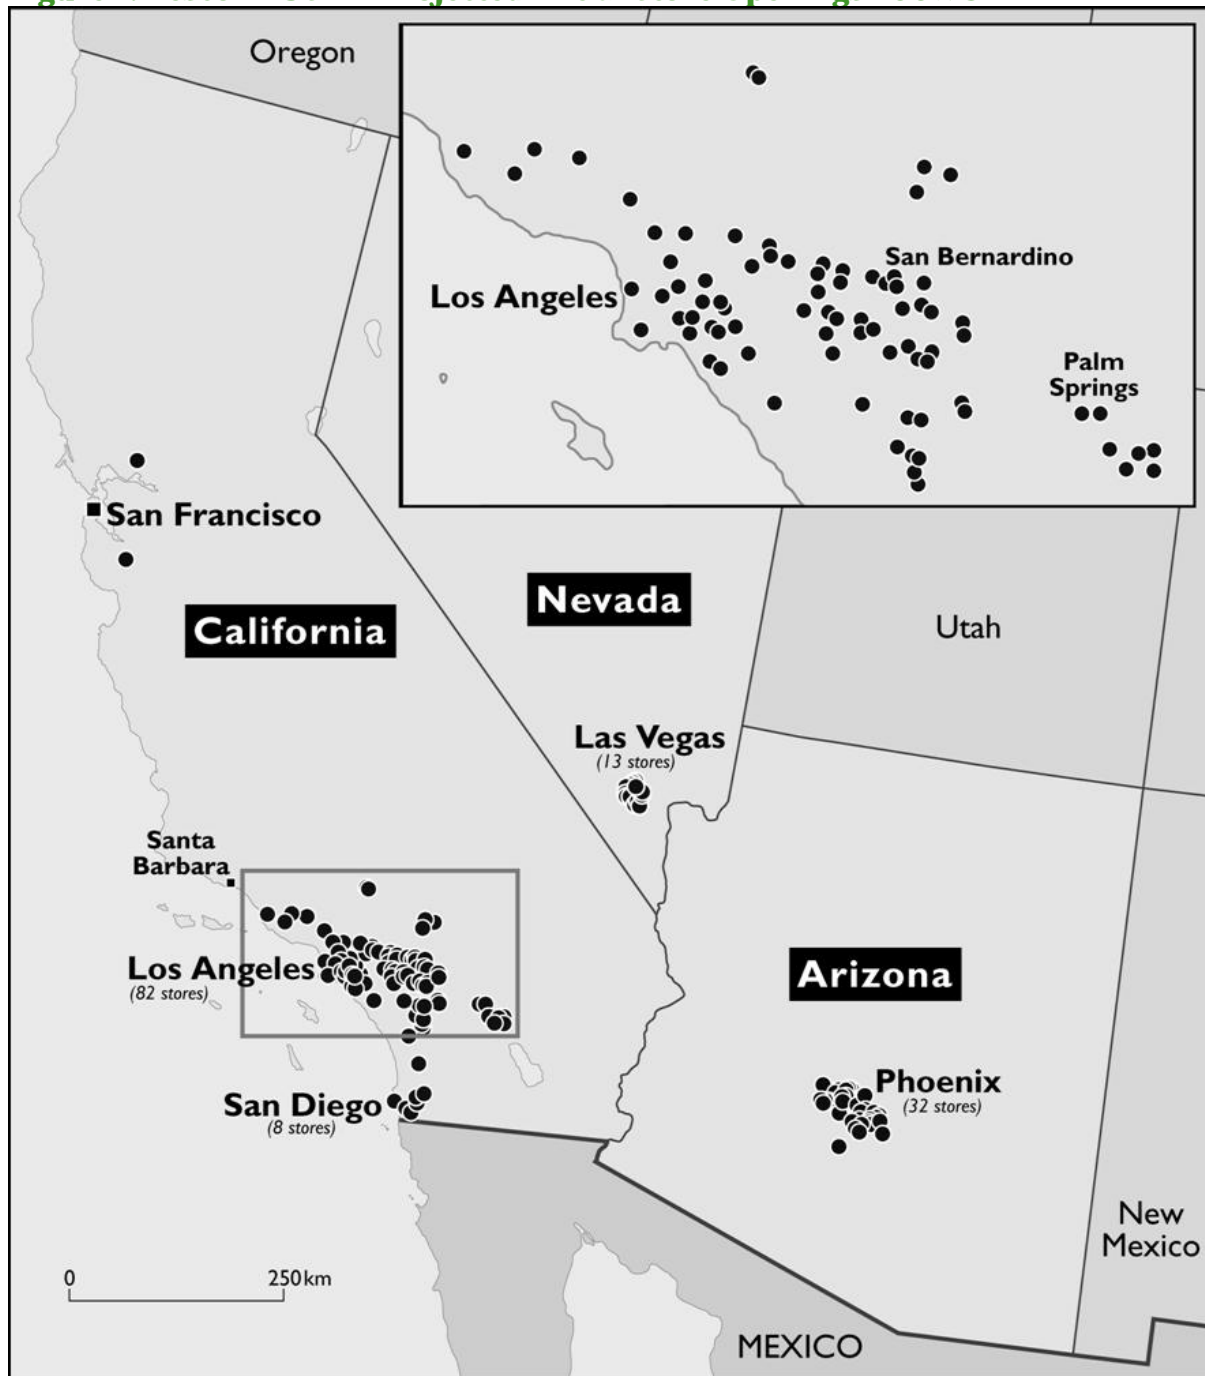 Oregon
San Bernardino
Los Angeles
Palm
Springs
San Francisco
Nevada
California
Utah
Las Vegas
(13 stores)
Santa
Barbara
Los Angeles
(82 stores)
Arizona
Phoenix
(32 stores)
San Diego
(8 stores)
New
Mexico
0 250km
MEXICO